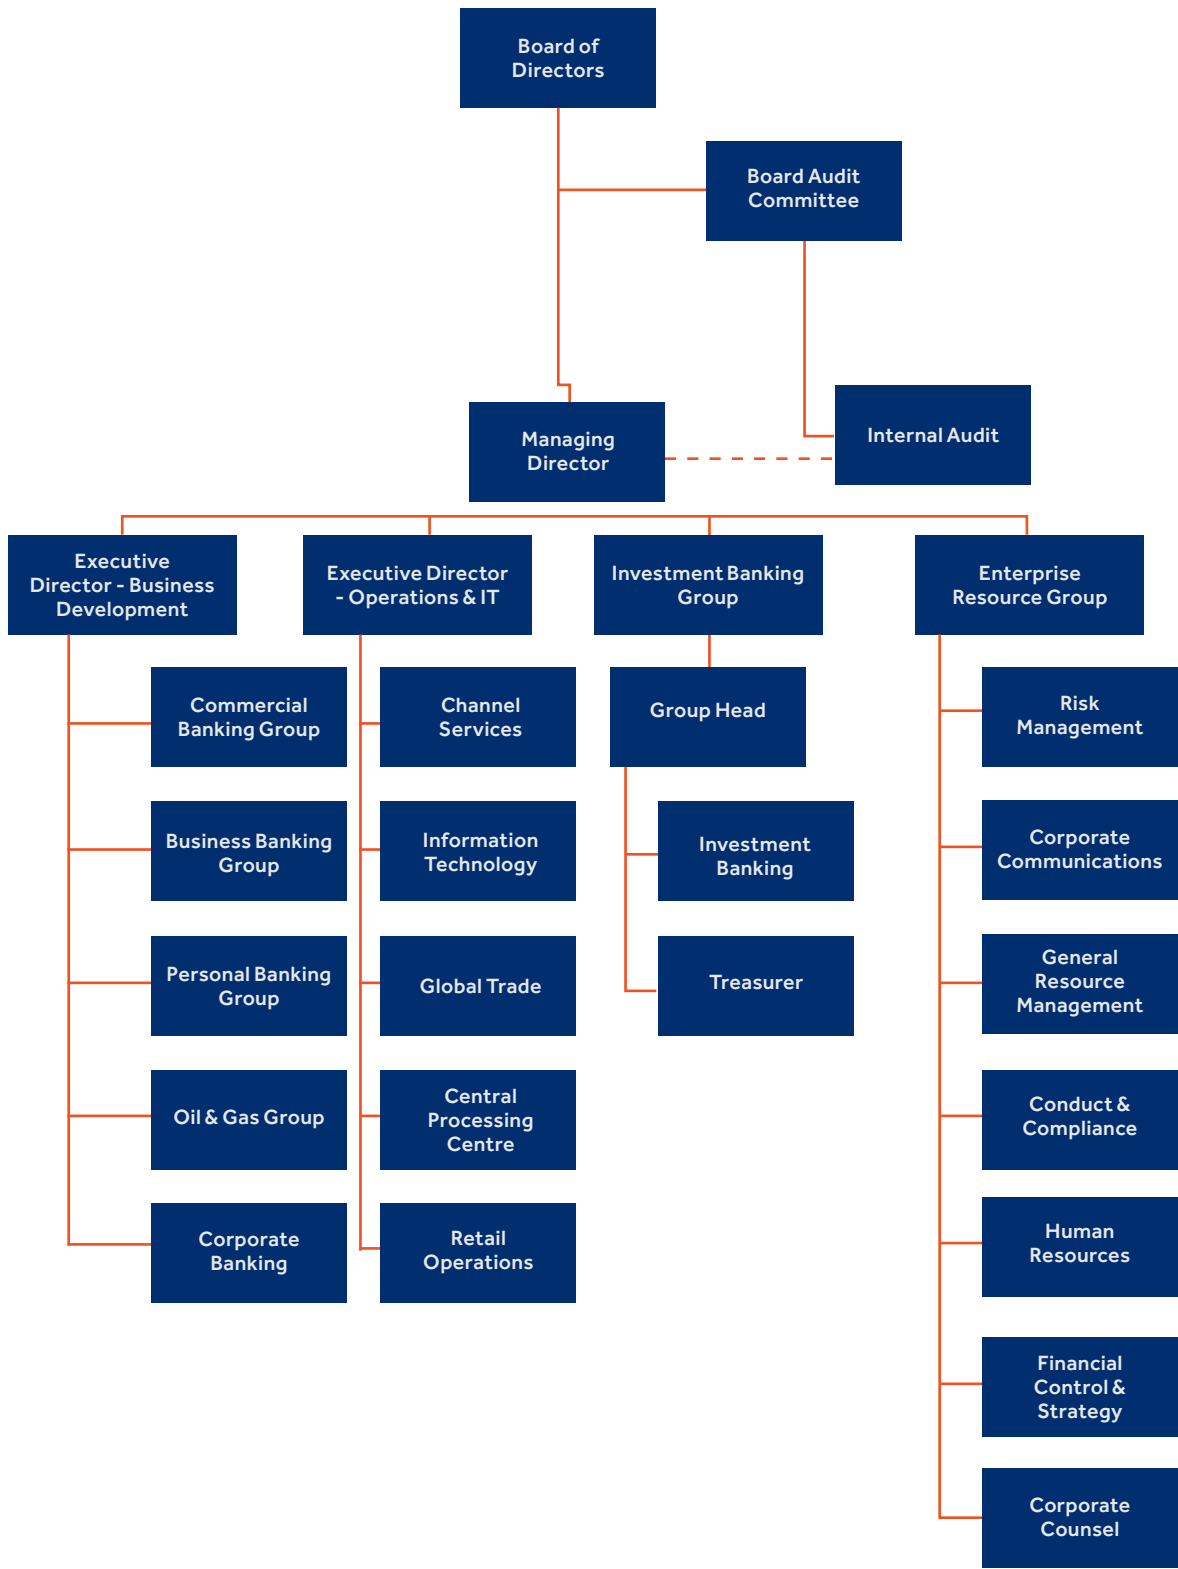 Board of
Directors
Board Audit
Committee
Managing
Director
Internal Audit
Executive
Director - Business
Development
Executive Director
- Operations & IT
Investment Banking
Group
Enterprise
Resource Group
Commercial
Banking Group
Business Banking
Group
Personal Banking
Group
Oil & Gas Group
Corporate
Banking
Channel
Services
Information
Technology
Global Trade
Central
Processing
Centre
Retail
Operations
Group Head
Investment
Banking
Treasurer
Risk
Management
Corporate
Communications
General
Resource
Management
Conduct &
Compliance
Human
Resources
Financial
Control &
Strategy
Corporate
Counsel